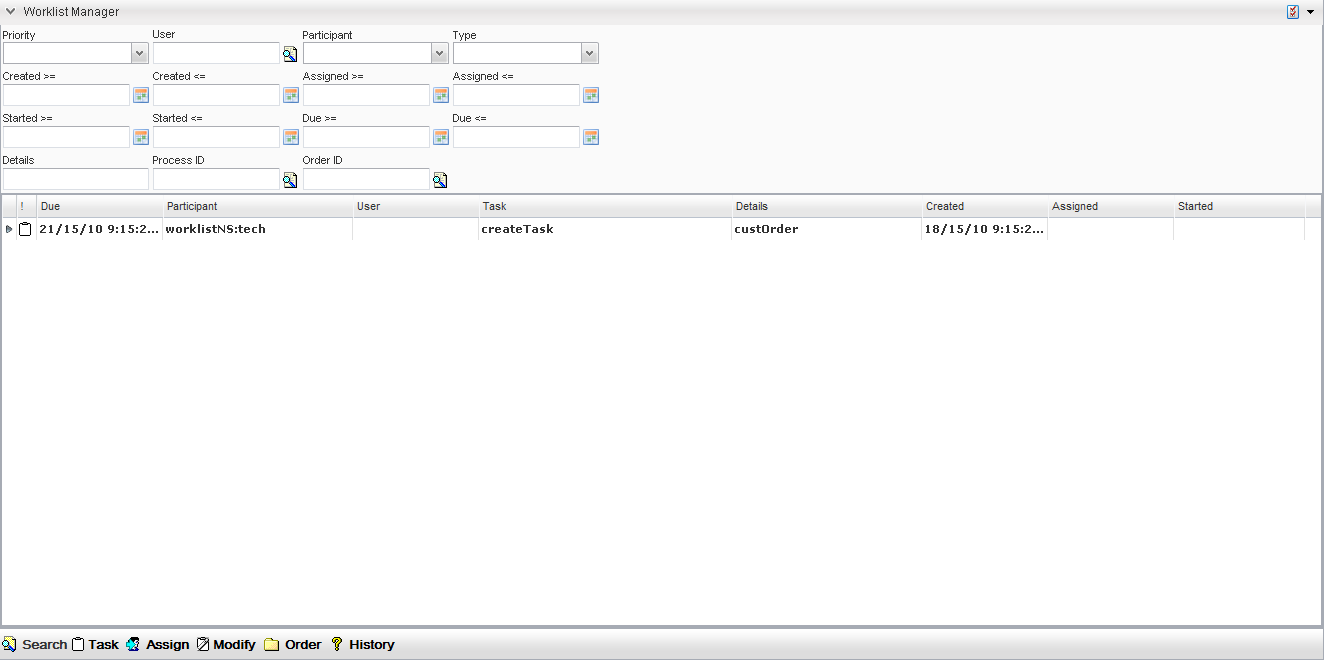 Worklist Manager
Priority User Participant Type
Created >= Created <= Assigned >= Assigned <=
Started >= Started <= Due >= Due <=
Details Process ID Order ID
! Due Participant User Task Details Created Assigned Started
21/15/10 9:15:2... worklistNS:tech createTask custOrder 18/15/10 9:15:2...
Search Task Assign Modify Order ? History